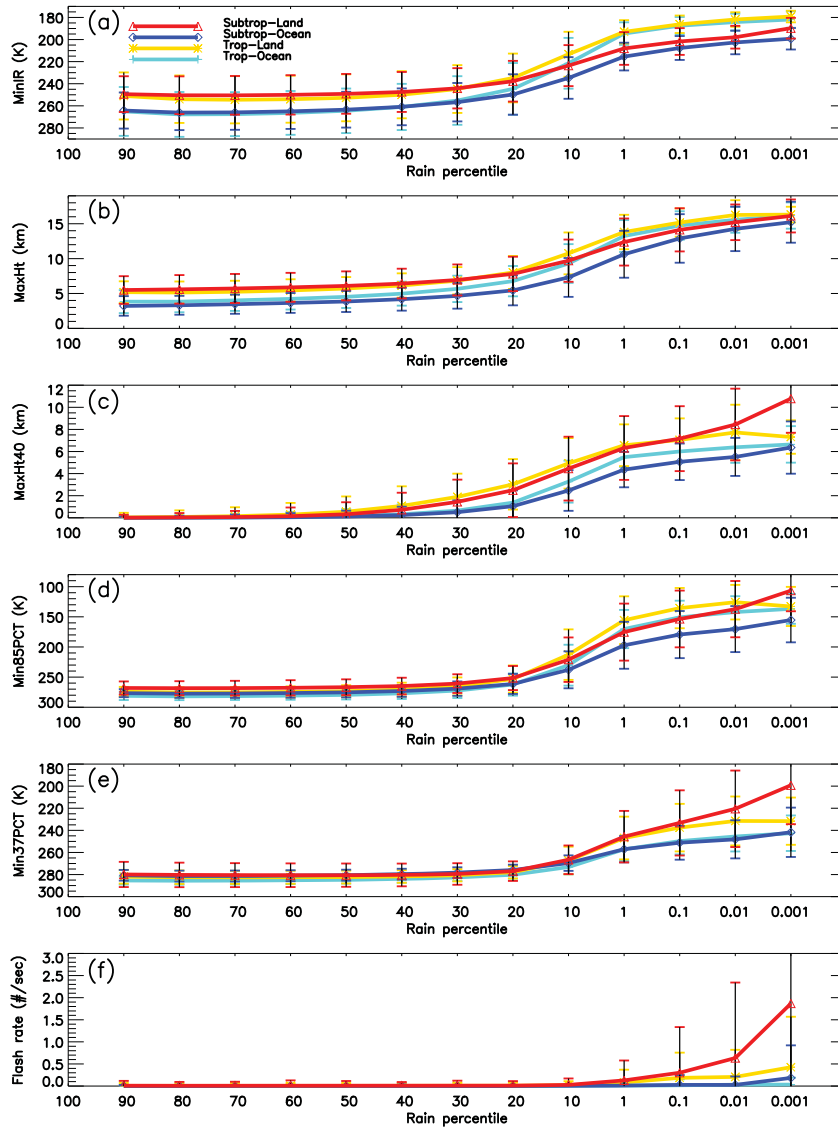 (a)
Subtrop-Land
Subtrop-Ocean
Trop-Land
Trop-Ocean
MinIR (K)
180
200
220
240
260
280
100 90 80 70 60 50 40 30 20 10 1 0.1 0.01 0.001
Rain percentile
(b)
MaxHt (km)
15
10
5
0
100 90 80 70 60 50 40 30 20 10 1 0.1 0.01 0.001
Rain percentile
(c)
MaxHt40 (km)
12
10
8
6
4
2
0
100 90 80 70 60 50 40 30 20 10 1 0.1 0.01 0.001
Rain percentile
(d)
Min85PCT (K)
100
150
200
250
300
100 90 80 70 60 50 40 30 20 10 1 0.1 0.01 0.001
Rain percentile
(e)
Min37PCT (K)
180
200
220
240
260
280
300
100 90 80 70 60 50 40 30 20 10 1 0.1 0.01 0.001
Rain percentile
(f)
Flash rate (#/sec)
3.0
2.5
2.0
1.5
1.0
0.5
0.0
100 90 80 70 60 50 40 30 20 10 1 0.1 0.01 0.001
Rain percentile